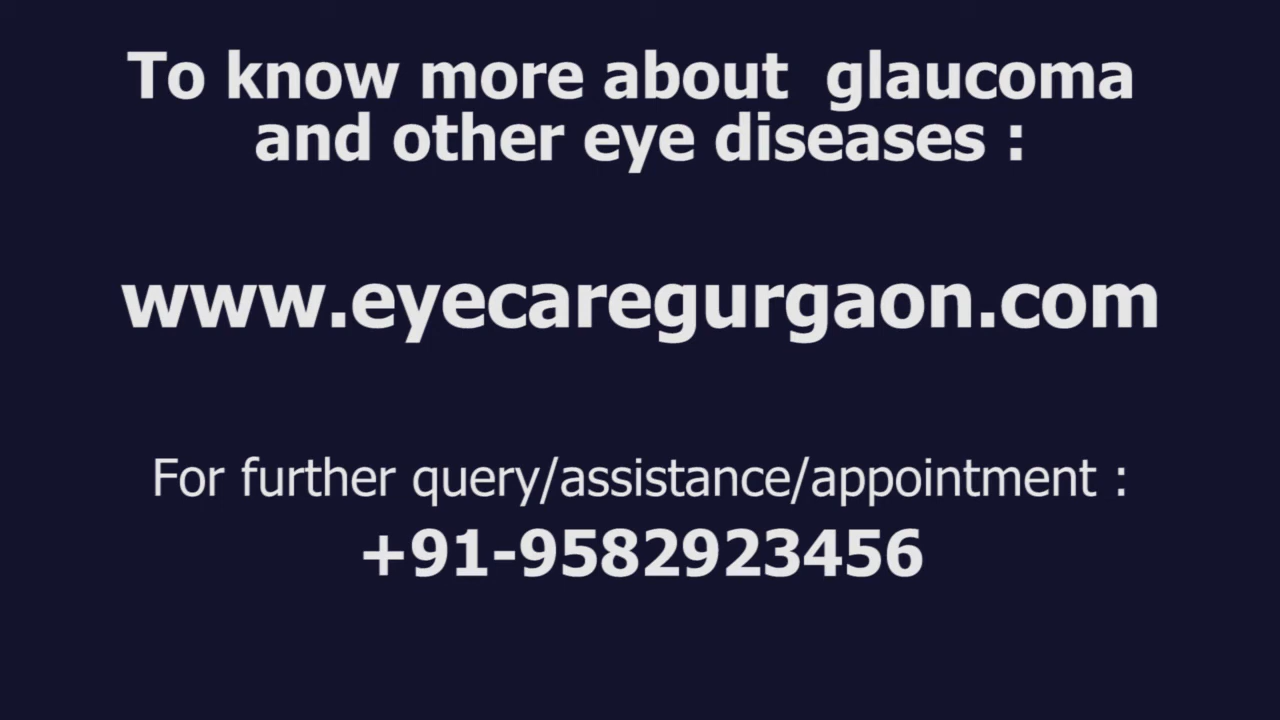 To know more about glaucoma
and other eye diseases :
www.eyecaregurgaon.com
For further query/assistance/appointment :
+91-9582923456